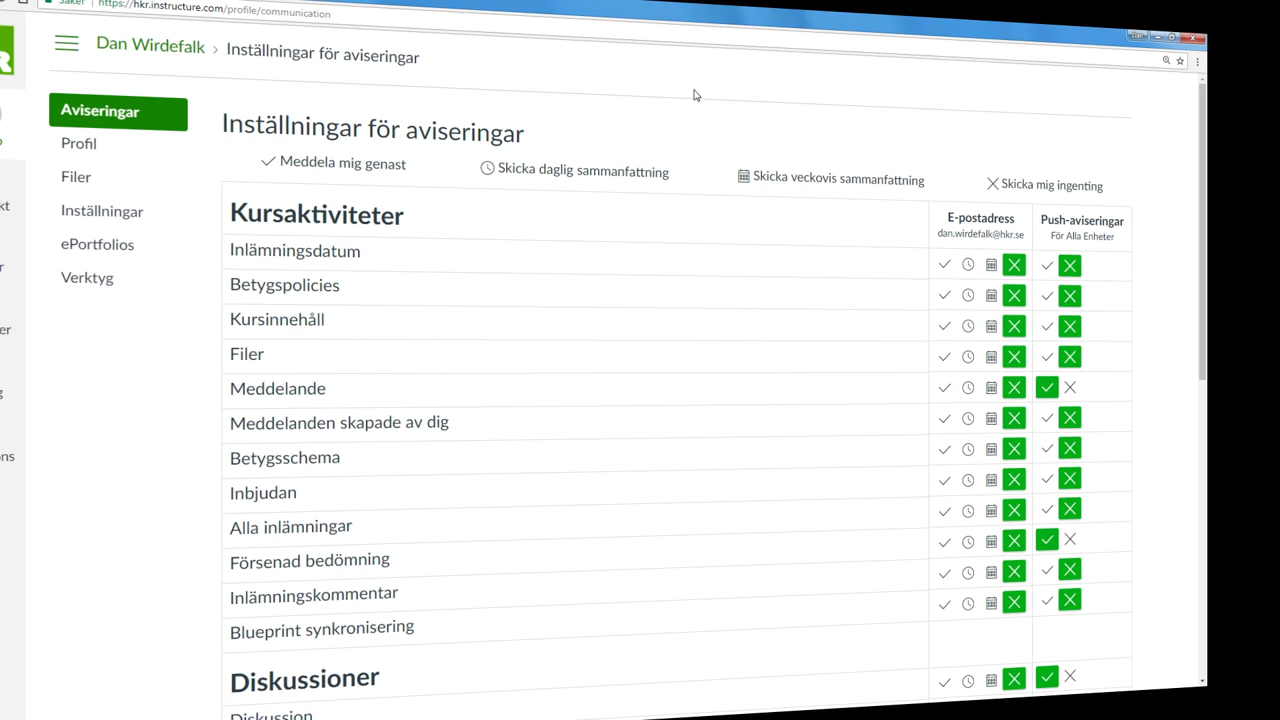 Säker https://hkr.instructure.com/profile/communication
Dan Wirdefalk > Inställningar för aviseringar
Aviseringar
Profil
Filer
Inställningar
ePortfolios
Verktyg
Inställningar för aviseringar
Meddela mig genast
Skicka daglig sammanfattning
Skicka veckovis sammanfattning
Skicka mig ingenting
Kursaktiviteter
E-postadress
dan.wirdefalk@hkr.se
Push-aviseringar
För Alla Enheter
Inlämningsdatum
Betygspolicies
Kursinnehåll
Filer
Meddelande
Meddelanden skapade av dig
Betygsschema
Inbjudan
Alla inlämningar
Försenad bedömning
Inlämningskommentar
Blueprint synkronisering
Diskussioner
Diskussion